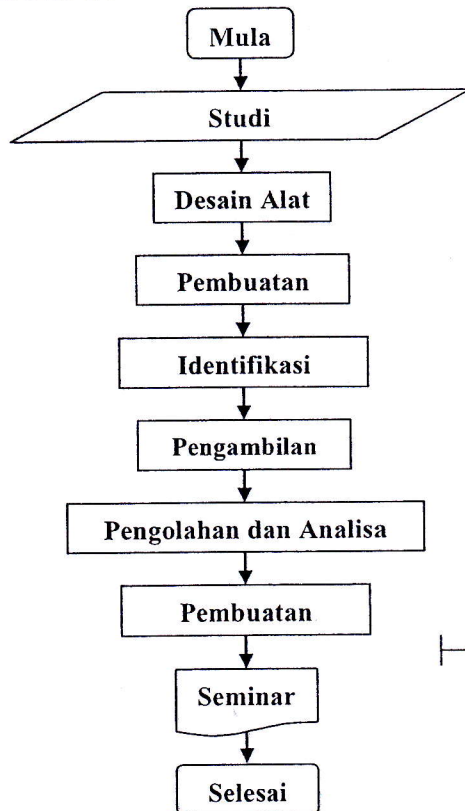 Mula
Studi
Desain Alat
Pembuatan
Identifikasi
Pengambilan
Pengolahan dan Analisa
Pembuatan
Seminar
Selesai